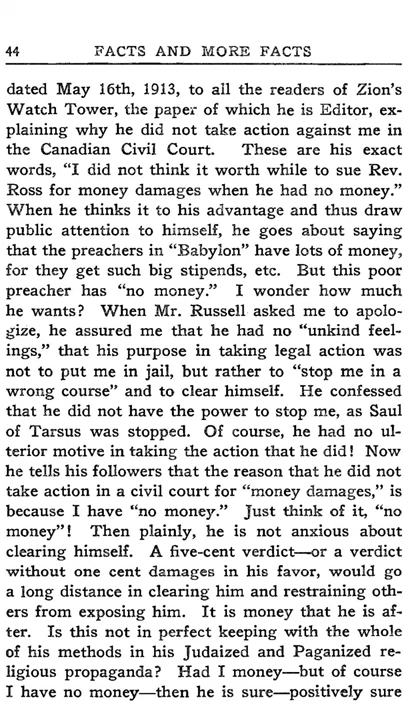 44 FACTS AND MORE FACTS
dated May 16th, 1913, to all the readers of Zion's
Watch Tower, the paper of which he is Editor, ex-
plaining why he did not take action against me in
the Canadian Civil Court. These are his exact
words, "I did not think it worth while to sue Rev.
Ross for money damages when he had no money."
When he thinks it to his advantage and thus draw
public attention to himself, he goes about saying
that the preachers in "Babylon" have lots of money,
for they get such big stipends, etc. But this poor
preacher has "no money." I wonder how much
he wants? When Mr. Russell asked me to apolo-
gize, he assured me that he had no "unkind feel-
ings," that his purpose in taking legal action was
not to put me in jail, but rather to "stop me in a
wrong course" and to clear himself. He confessed
that he did not have the power to stop me, as Saul
of Tarsus was stopped. Of course, he had no ul-
terior motive in taking the action that he did! Now
he tells his followers that the reason that he did not
take action in a civil court for "money damages," is
because I have "no money." Just think of it, "no
money"! Then plainly, he is not anxious about
clearing himself. A five-cent verdict—or a verdict
without one cent damages in his favor, would go
a long distance in clearing him and restraining oth-
ers from exposing him. It is money that he is af-
ter. Is this not in perfect keeping with the whole
of his methods in his Judaized and Paganized re-
ligious propaganda? Had I money—but of course
I have no money—then he is sure—positively sure